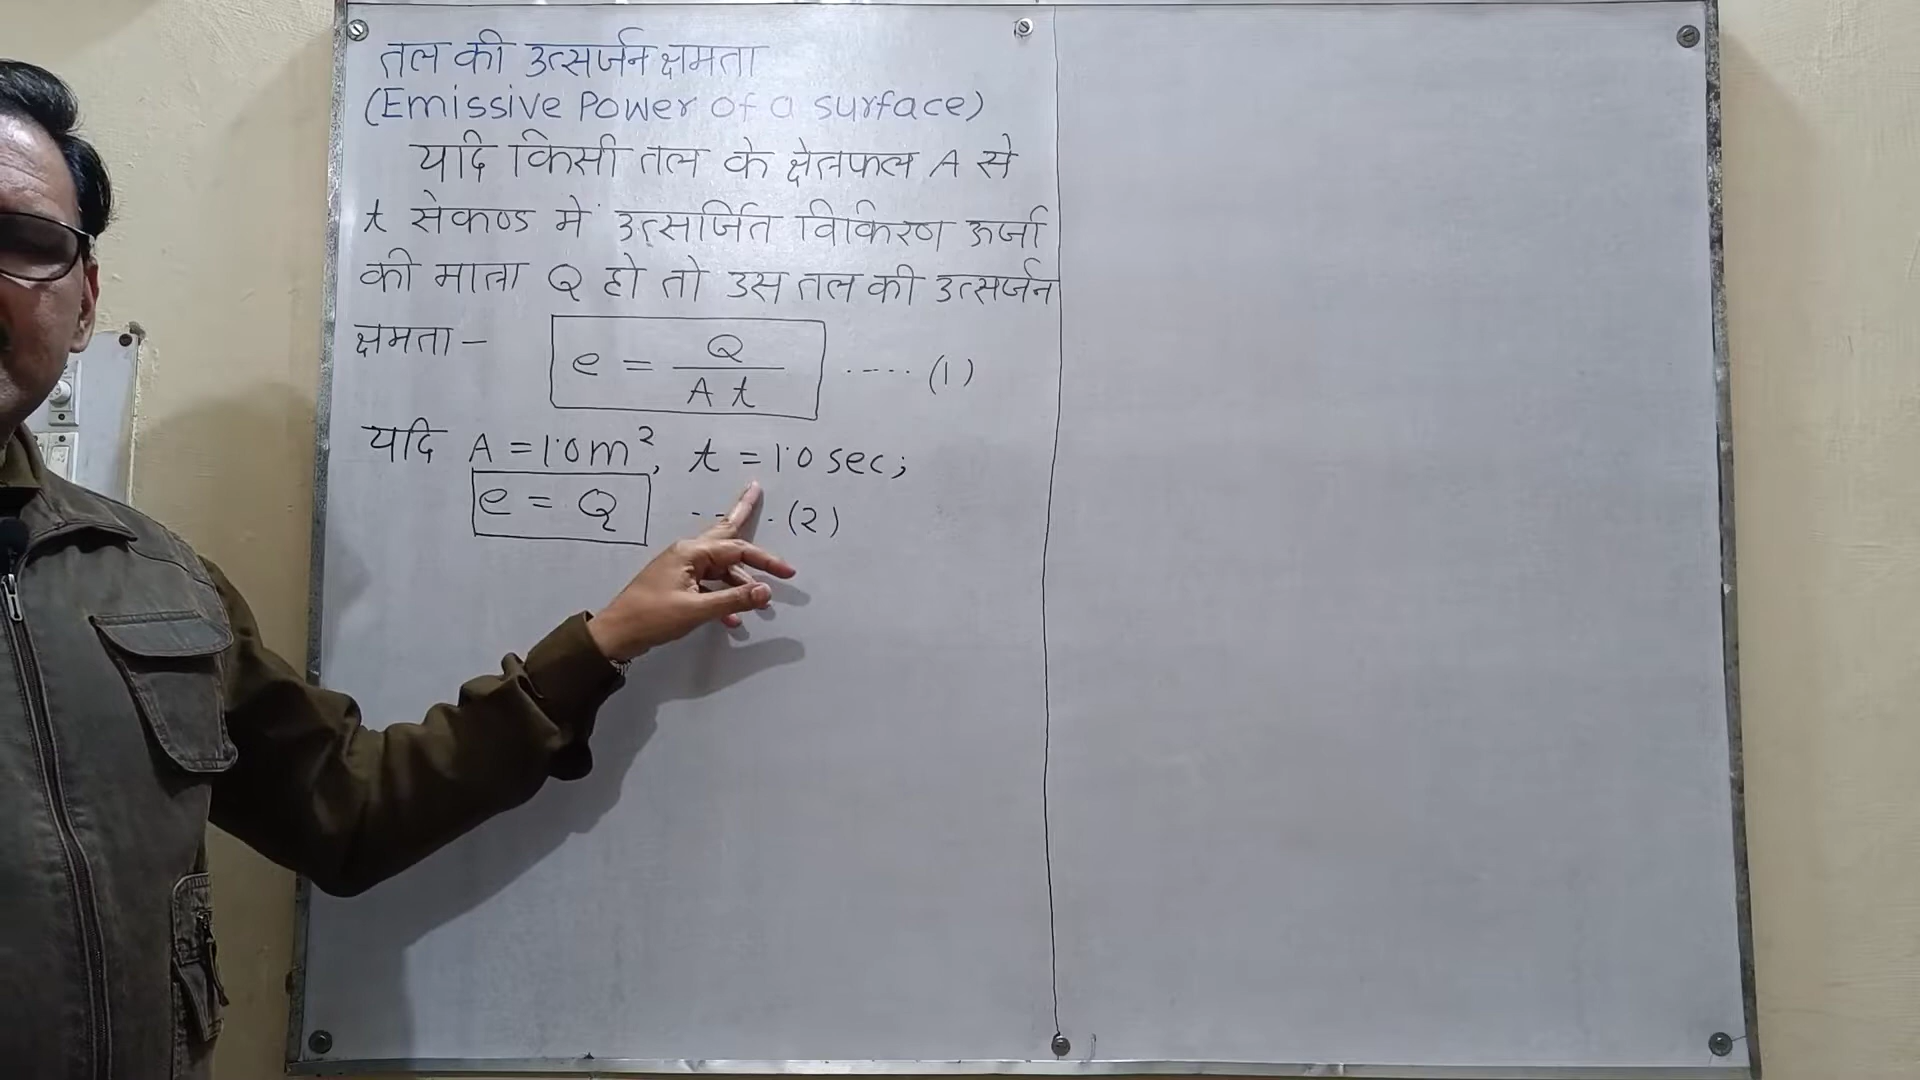 तल की उत्सर्जन क्षमता
(Emissive Power of a surface)
यदि किसी तल के क्षेत्रफल A से
t सेकण्ड में उत्सर्जित विकिरण ऊर्जा
की मात्रा Q हो तो उस तल की उत्सर्जन
क्षमता - e = Q / A t ..... (1)
यदि A = 1.0 m², t = 1.0 sec;
e = Q ..... (2)